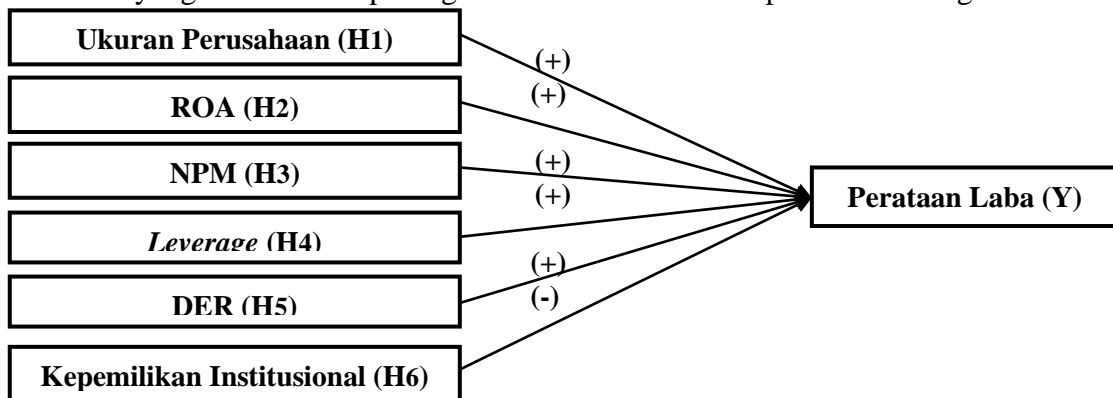 Ukuran Perusahaan (H1)
(+)
ROA (H2)
(+)
NPM (H3)
(+)
(+)
Perataan Laba (Y)
Leverage (H4)
(+)
DER (H5)
(-)
Kepemilikan Institusional (H6)